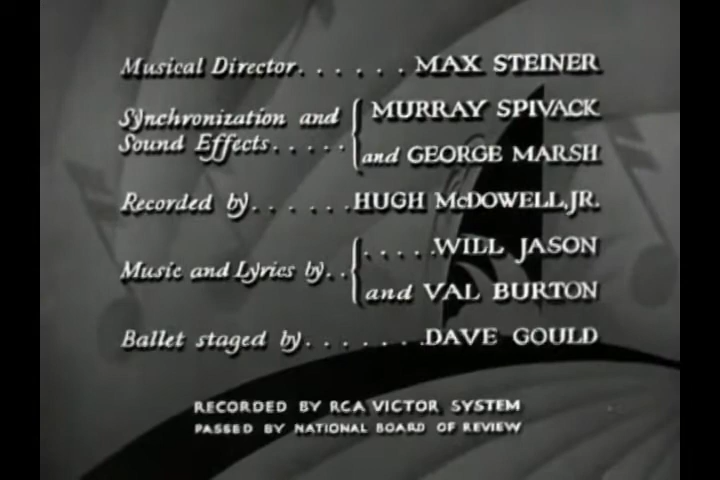 Musical Director. . . . . . MAX STEINER
Synchronization and { MURRAY SPIVACK
Sound Effects. . . . . and GEORGE MARSH
Recorded by. . . . . . HUGH McDOWELL, JR.
Music and Lyrics by. . { . . . . . WILL JASON
and VAL BURTON
Ballet staged by. . . . . . . DAVE GOULD
RECORDED BY RCA VICTOR SYSTEM
PASSED BY NATIONAL BOARD OF REVIEW